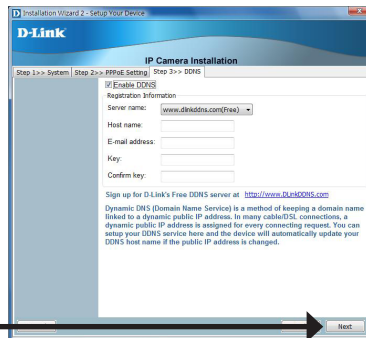 Installation Wizard 2 - Setup Your Device
D-Link
IP Camera Installation
Step 1>> System Step 2>> PPPoE Setting Step 3>> DDNS
Enable DDNS
Registration Information
Server name: www.dlinkddns.com(Free)
Host name:
E-mail address:
Key:
Confirm key:
Sign up for D-Link's Free DDNS server at http://www.DLinkDDNS.com
Dynamic DNS (Domain Name Service) is a method of keeping a domain name
linked to a dynamic public IP address. In many cable/DSL connections, a
dynamic public IP address is assigned for every connecting request. You can
setup your DDNS service here and the device will automatically update your
DDNS host name if the public IP address is changed.
Next